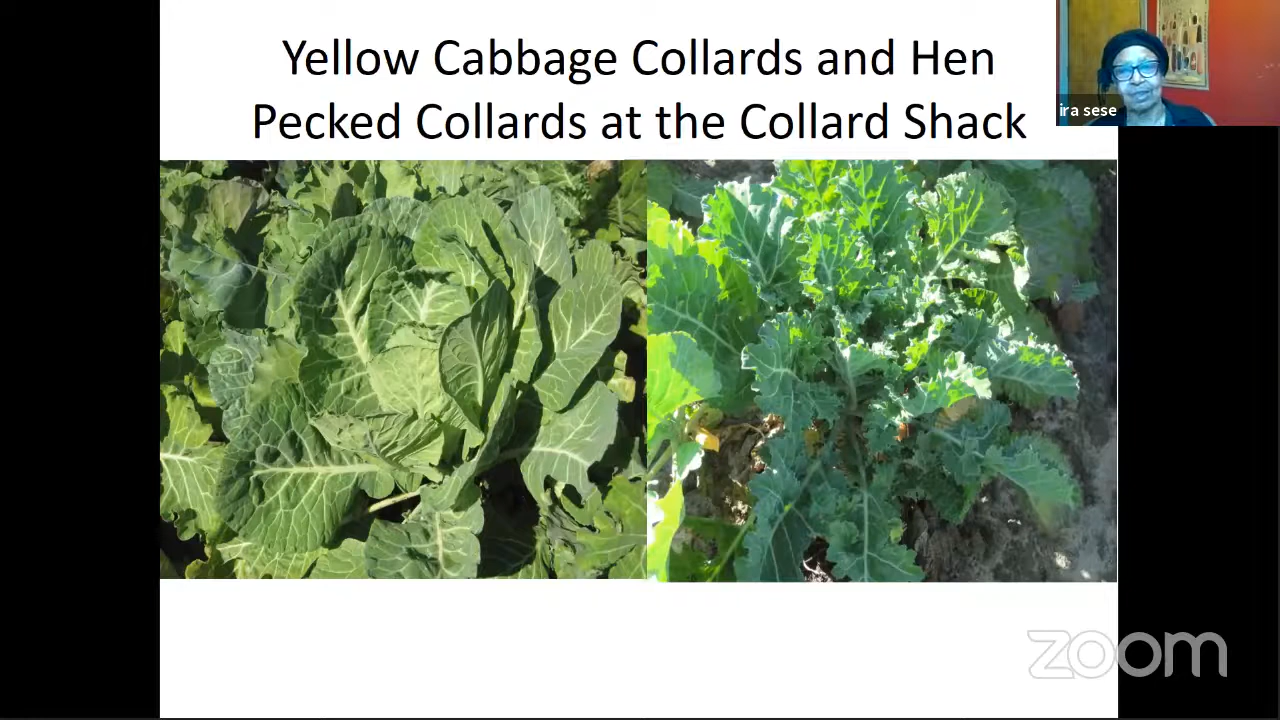 Yellow Cabbage Collards and Hen
Pecked Collards at the Collard Shack
ira sese
zoom